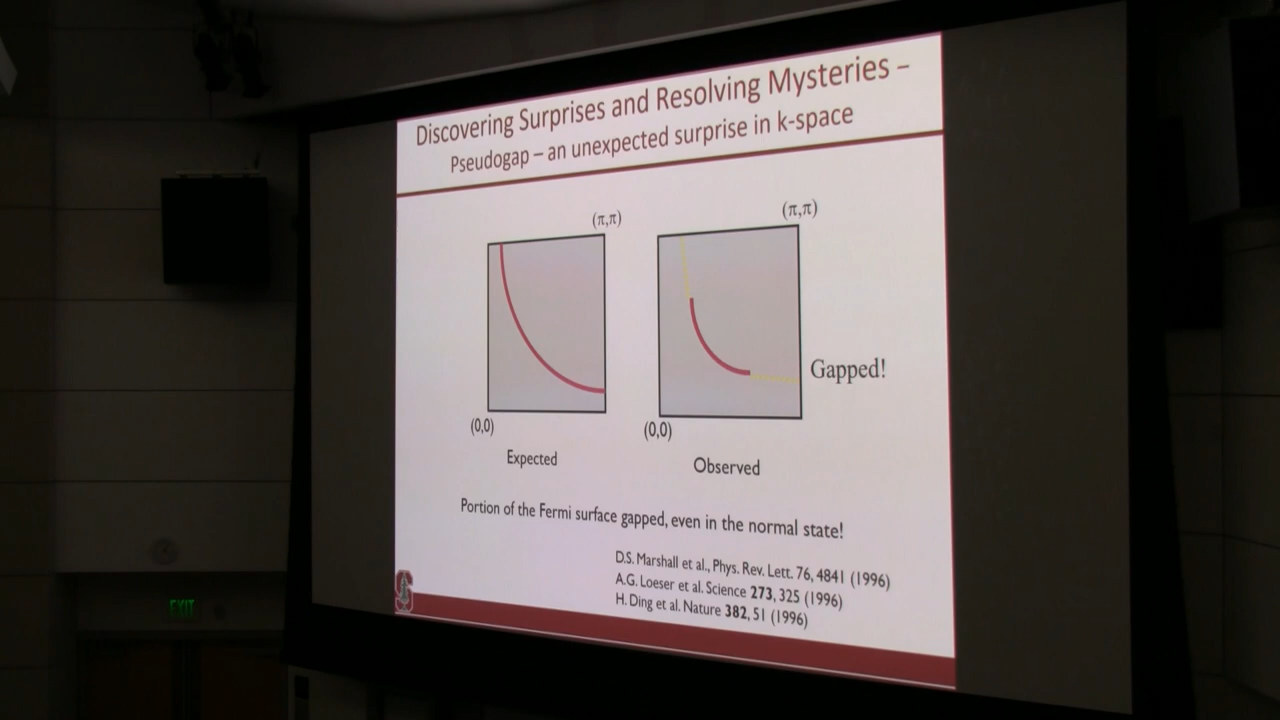 Discovering Surprises and Resolving Mysteries –
Pseudogap – an unexpected surprise in k-space
(π,π)
(π,π)
Gapped!
(0,0)
(0,0)
Expected
Observed
Portion of the Fermi surface gapped, even in the normal state!
D.S. Marshall et al., Phys. Rev. Lett. 76, 4841 (1996)
A.G. Loeser et al. Science 273, 325 (1996)
H. Ding et al. Nature 382, 51 (1996)
EXIT